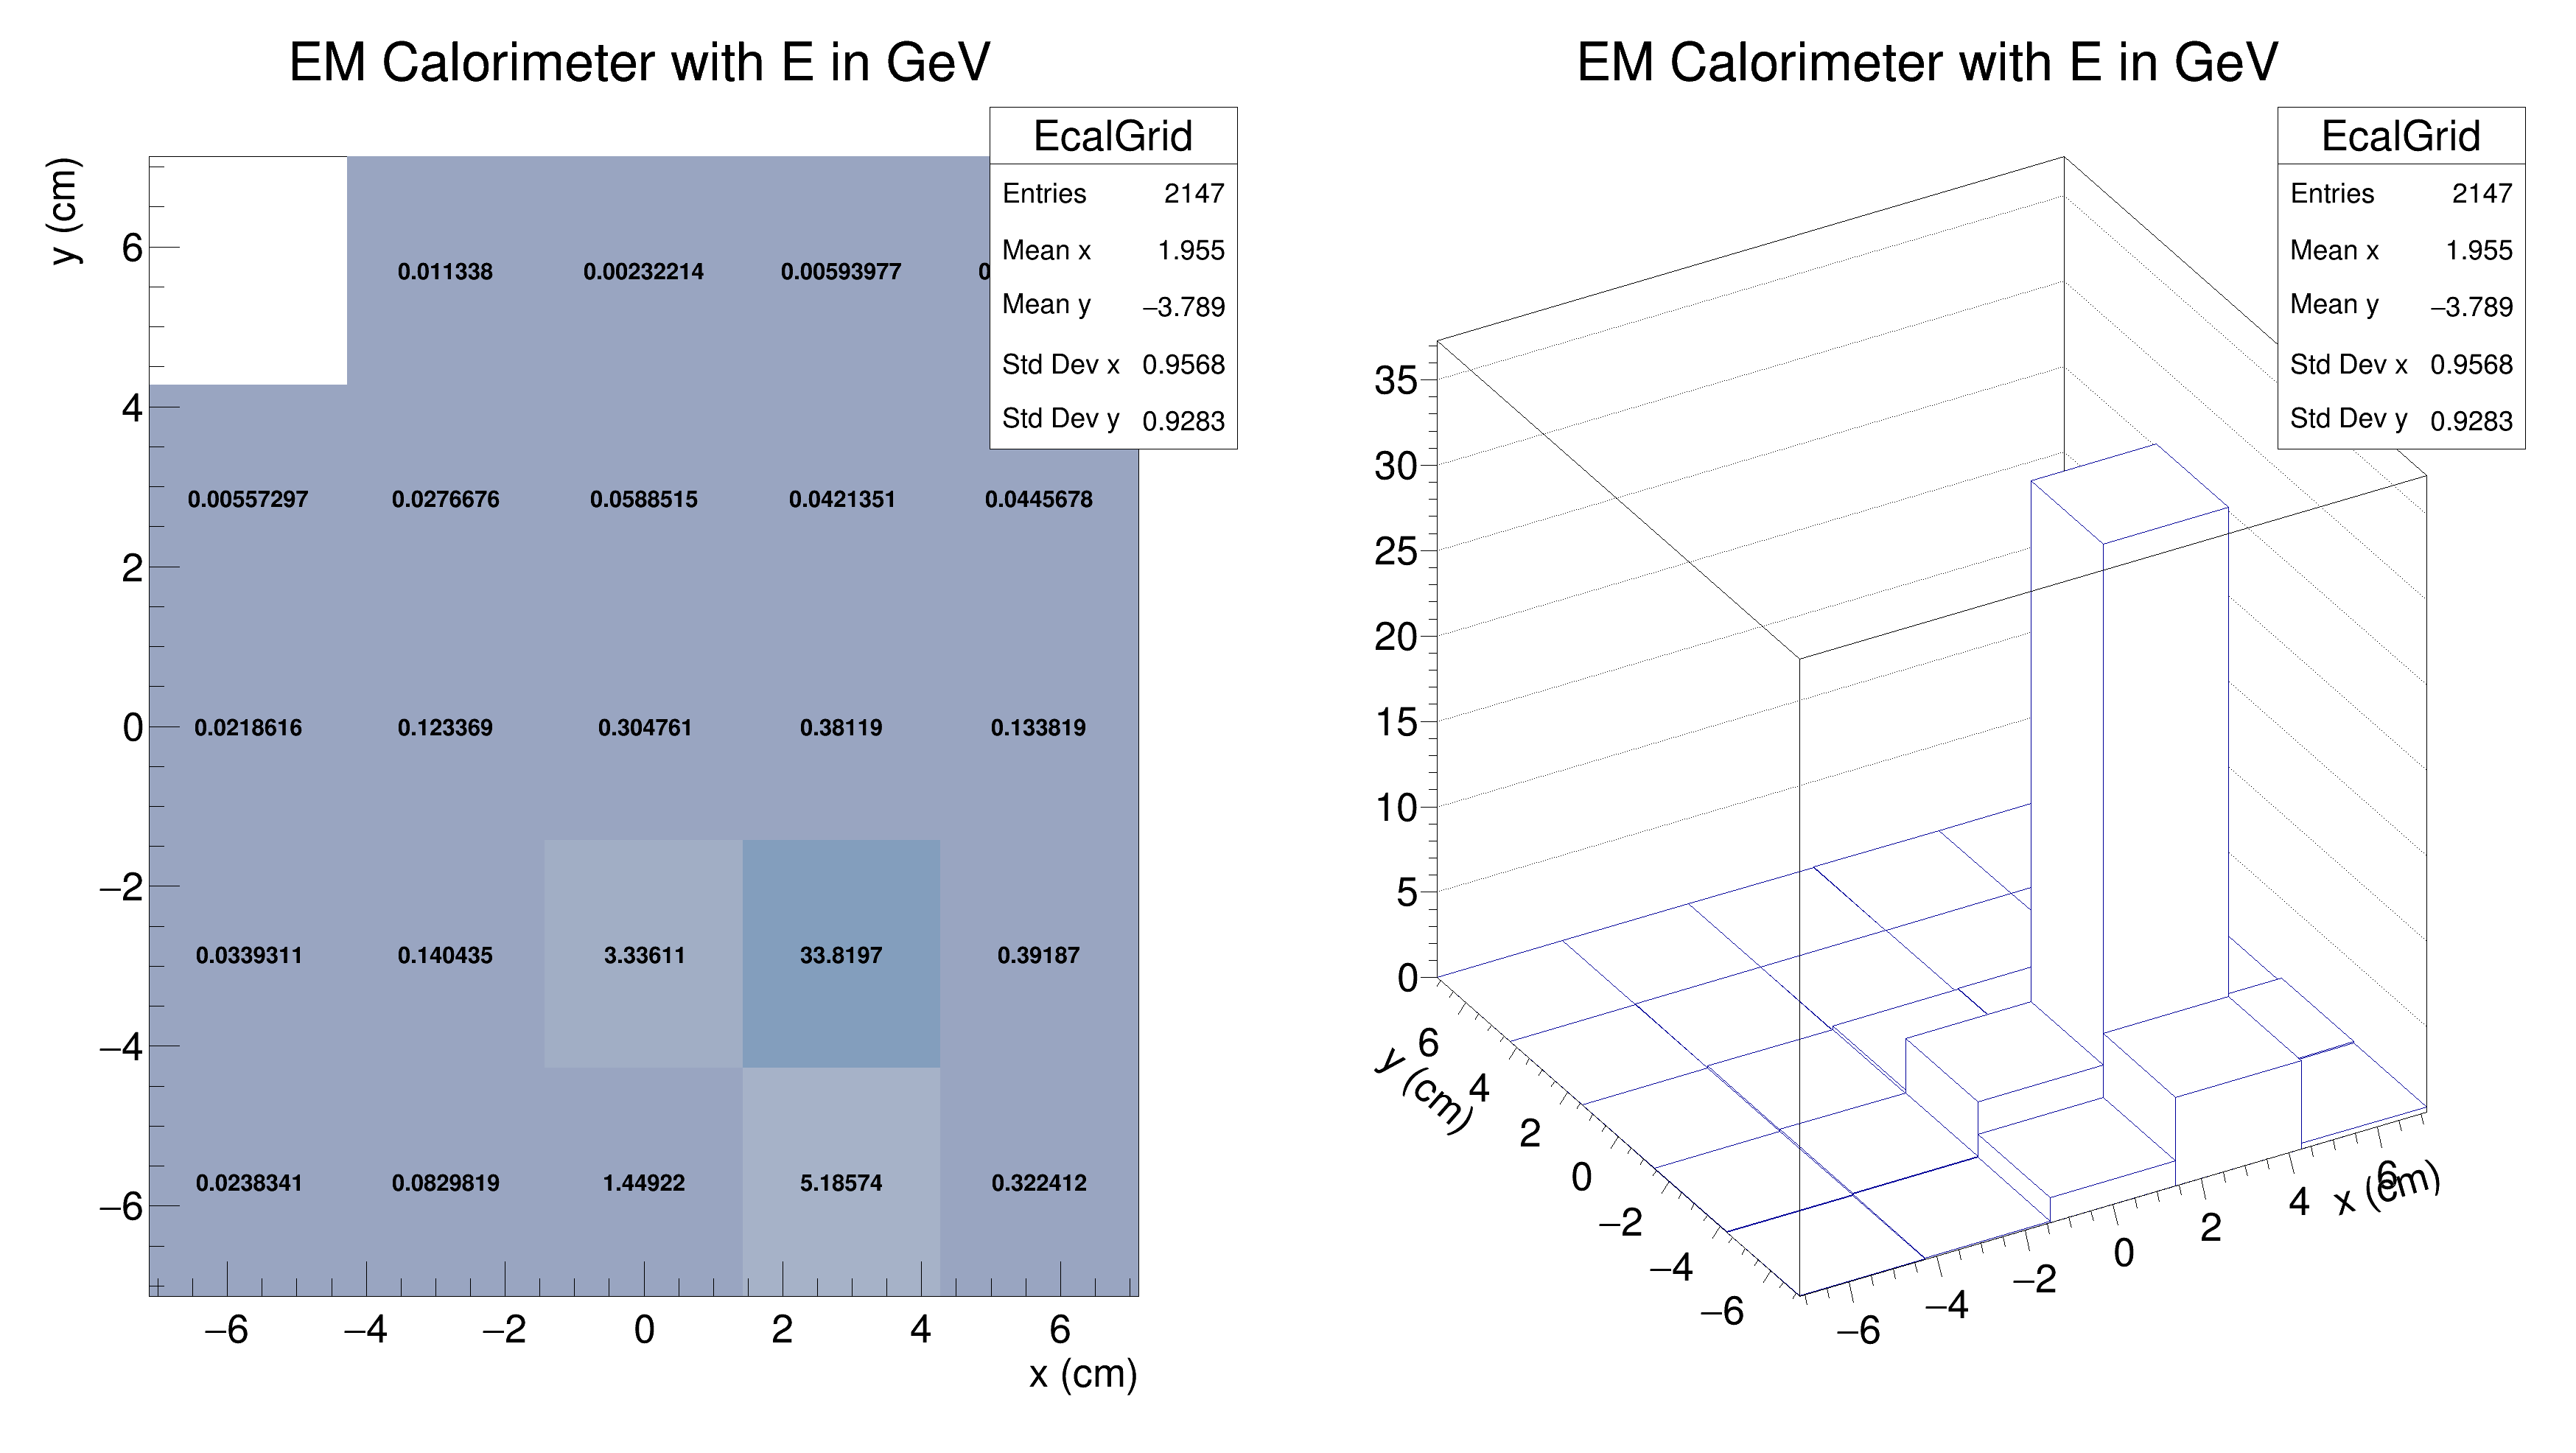 EM Calorimeter with E in GeV
EcalGrid
Entries 2147
Mean x 1.955
Mean y −3.789
Std Dev x 0.9568
Std Dev y 0.9283
y (cm)
6
4
2
0
−2
−4
−6
0.011338 0.00232214 0.00593977
0.00557297 0.0276676 0.0588515 0.0421351 0.0445678
0.0218616 0.123369 0.304761 0.38119 0.133819
0.0339311 0.140435 3.33611 33.8197 0.39187
0.0238341 0.0829819 1.44922 5.18574 0.322412
−6 −4 −2 0 2 4 6
x (cm)
EM Calorimeter with E in GeV
EcalGrid
Entries 2147
Mean x 1.955
Mean y −3.789
Std Dev x 0.9568
Std Dev y 0.9283
35
30
25
20
15
10
5
0
y (cm)
6
4
2
0
−2
−4
−6
−6 −4 −2 0 2 4 6
x (cm)